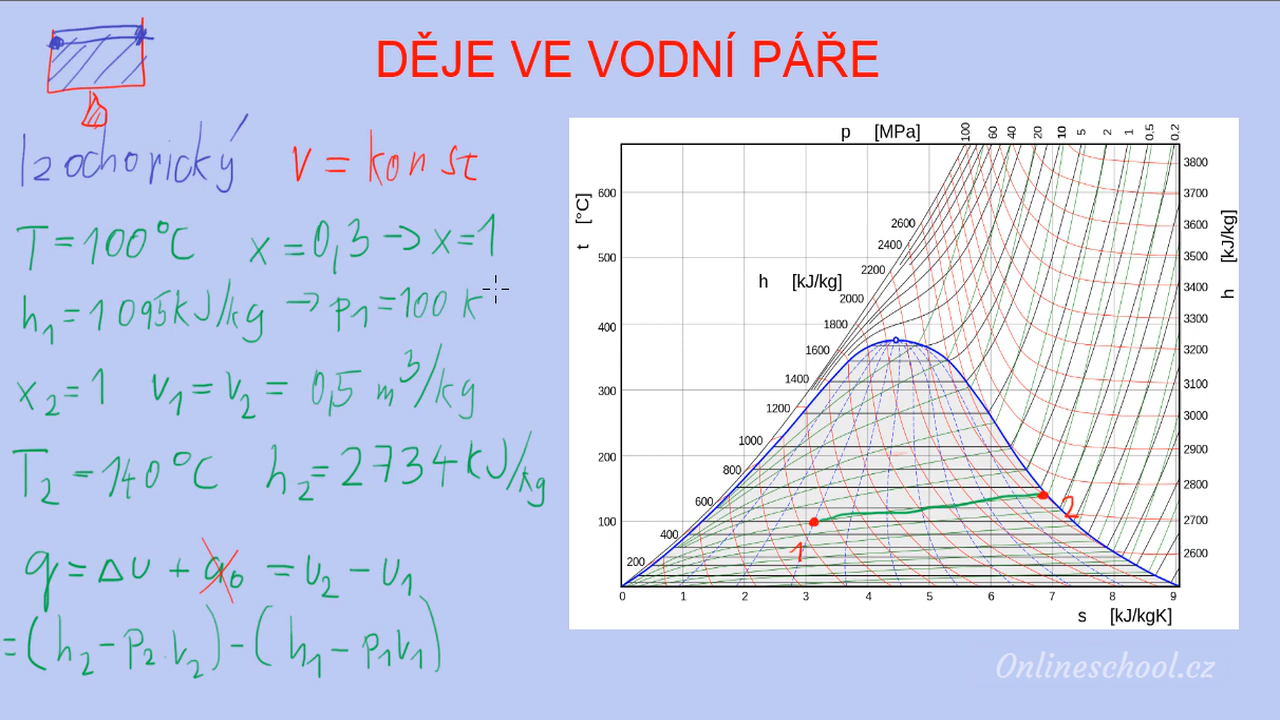 DĚJE VE VODNÍ PÁŘE
Izochorický v = konst
T = 100°C x = 0,3 → x = 1
h1 = 1095 kJ/kg → p1 = 100 k
x2 = 1 v1 = v2 = 0,5 m3/kg
T2 = 140°C h2 = 2734 kJ/kg
q = Δu + = u2 - u1
= (h2 - p2 . v2) - (h1 - p1v1)
p [MPa]
100 60 40 20 10 5 2 1 0.5 0.2
t [°C]
600
500
400
300
200
100
h [kJ/kg]
2600
2400
2200
2000
1800
1600
1400
1200
1000
800
600
400
200
3800
3700
3600
3500
3400
3300
3200
3100
3000
2900
2800
2700
2600
h [kJ/kg]
1
2
0 1 2 3 4 5 6 7 8 9
s [kJ/kgK]
Onlineschool.cz